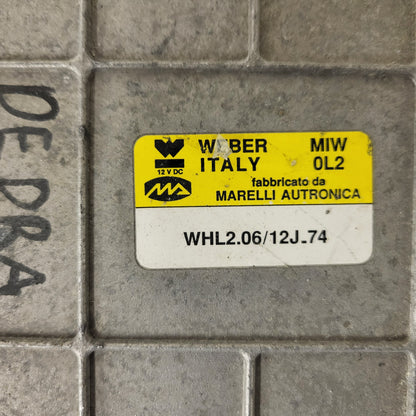 DEDRA
WEBER MIW
ITALY 0L2
12 V DC
fabbricato da
MARELLI AUTRONICA
WHL2.06/12J.74